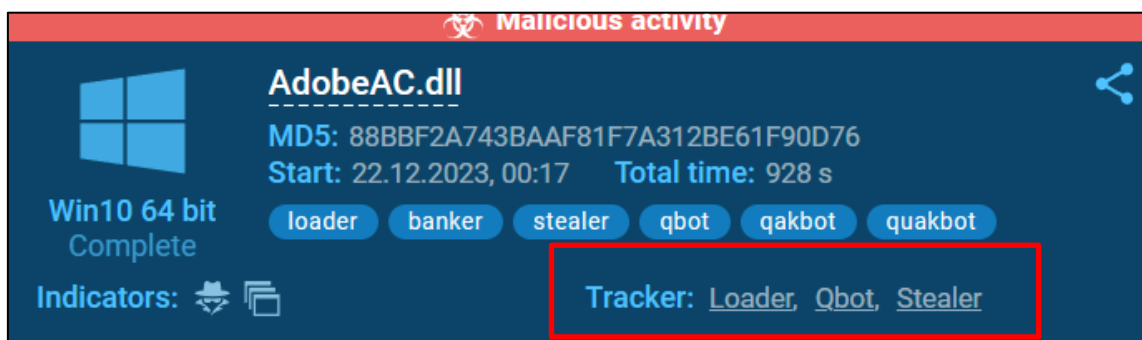 Malicious activity
AdobeAC.dll
MD5: 88BBF2A743BAAF81F7A312BE61F90D76
Start: 22.12.2023, 00:17 Total time: 928 s
Win10 64 bit
Complete
loader banker stealer qbot qakbot quakbot
Indicators: Tracker: Loader, Qbot, Stealer